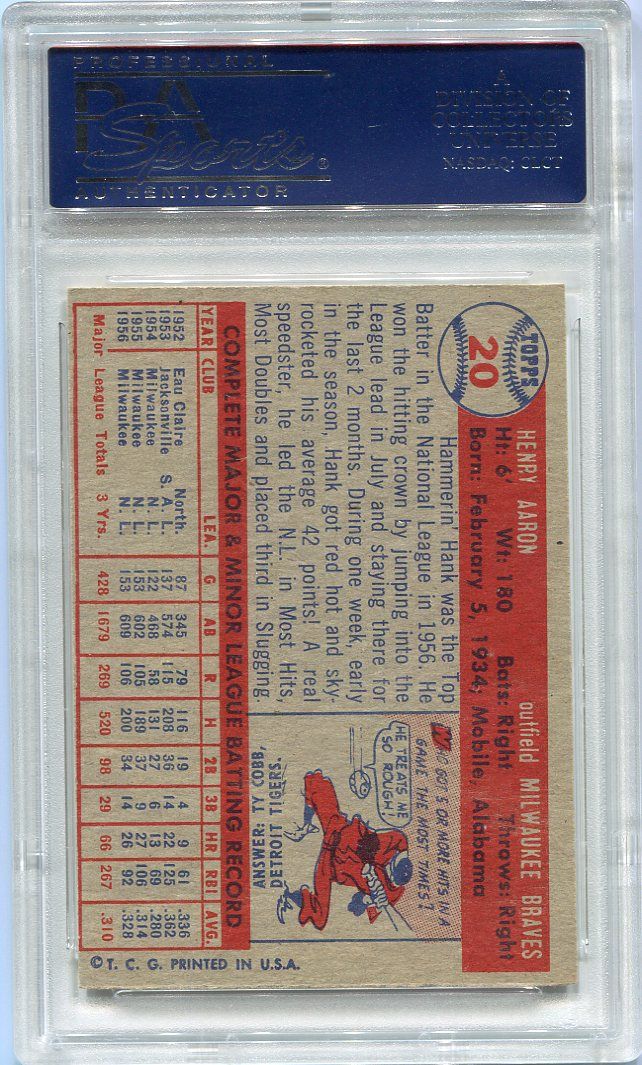 PROFESSIONAL
PSA
Sports®
AUTHENTICATOR
A
DIVISION OF
COLLECTORS
UNIVERSE
NASDAQ: CLCT
TOPPS
20
HENRY AARON outfield MILWAUKEE BRAVES
Ht: 6' Wt: 180 Bats: Right Throws: Right
Born: February 5, 1934, Mobile, Alabama
Hammerin' Hank was the Top
Batter in the National League in 1956. He
won the hitting crown by jumping into the
League lead in July and staying there for
the last 2 months. During one week early
in the season, Hank got red hot and sky-
rocketed his average 42 points! A real
speedster, he led the N.L. in Most Hits,
Most Doubles and placed third in Slugging.
WHO GOT 5 OR MORE HITS IN A
GAME THE MOST TIMES?
HE TREATS ME
SO ROUGH!
ANSWER: TY COBB,
DETROIT TIGERS.
COMPLETE MAJOR & MINOR LEAGUE BATTING RECORD
YEAR CLUB LEA. G AB R H 2B 3B HR RBI AVG.
1952 Eau Claire North. 87 345 79 116 19 4 9 61 .336
1953 Jacksonville S. A. L. 137 574 115 208 36 14 22 125 .362
1954 Milwaukee N. L. 122 468 58 131 27 6 13 69 .280
1955 Milwaukee N. L. 153 602 105 189 37 9 27 106 .314
1956 Milwaukee N. L. 153 609 106 200 34 14 26 92 .328
Major League Totals 3 Yrs. 428 1679 269 520 98 29 66 267 .310
© T. C. G. PRINTED IN U.S.A.